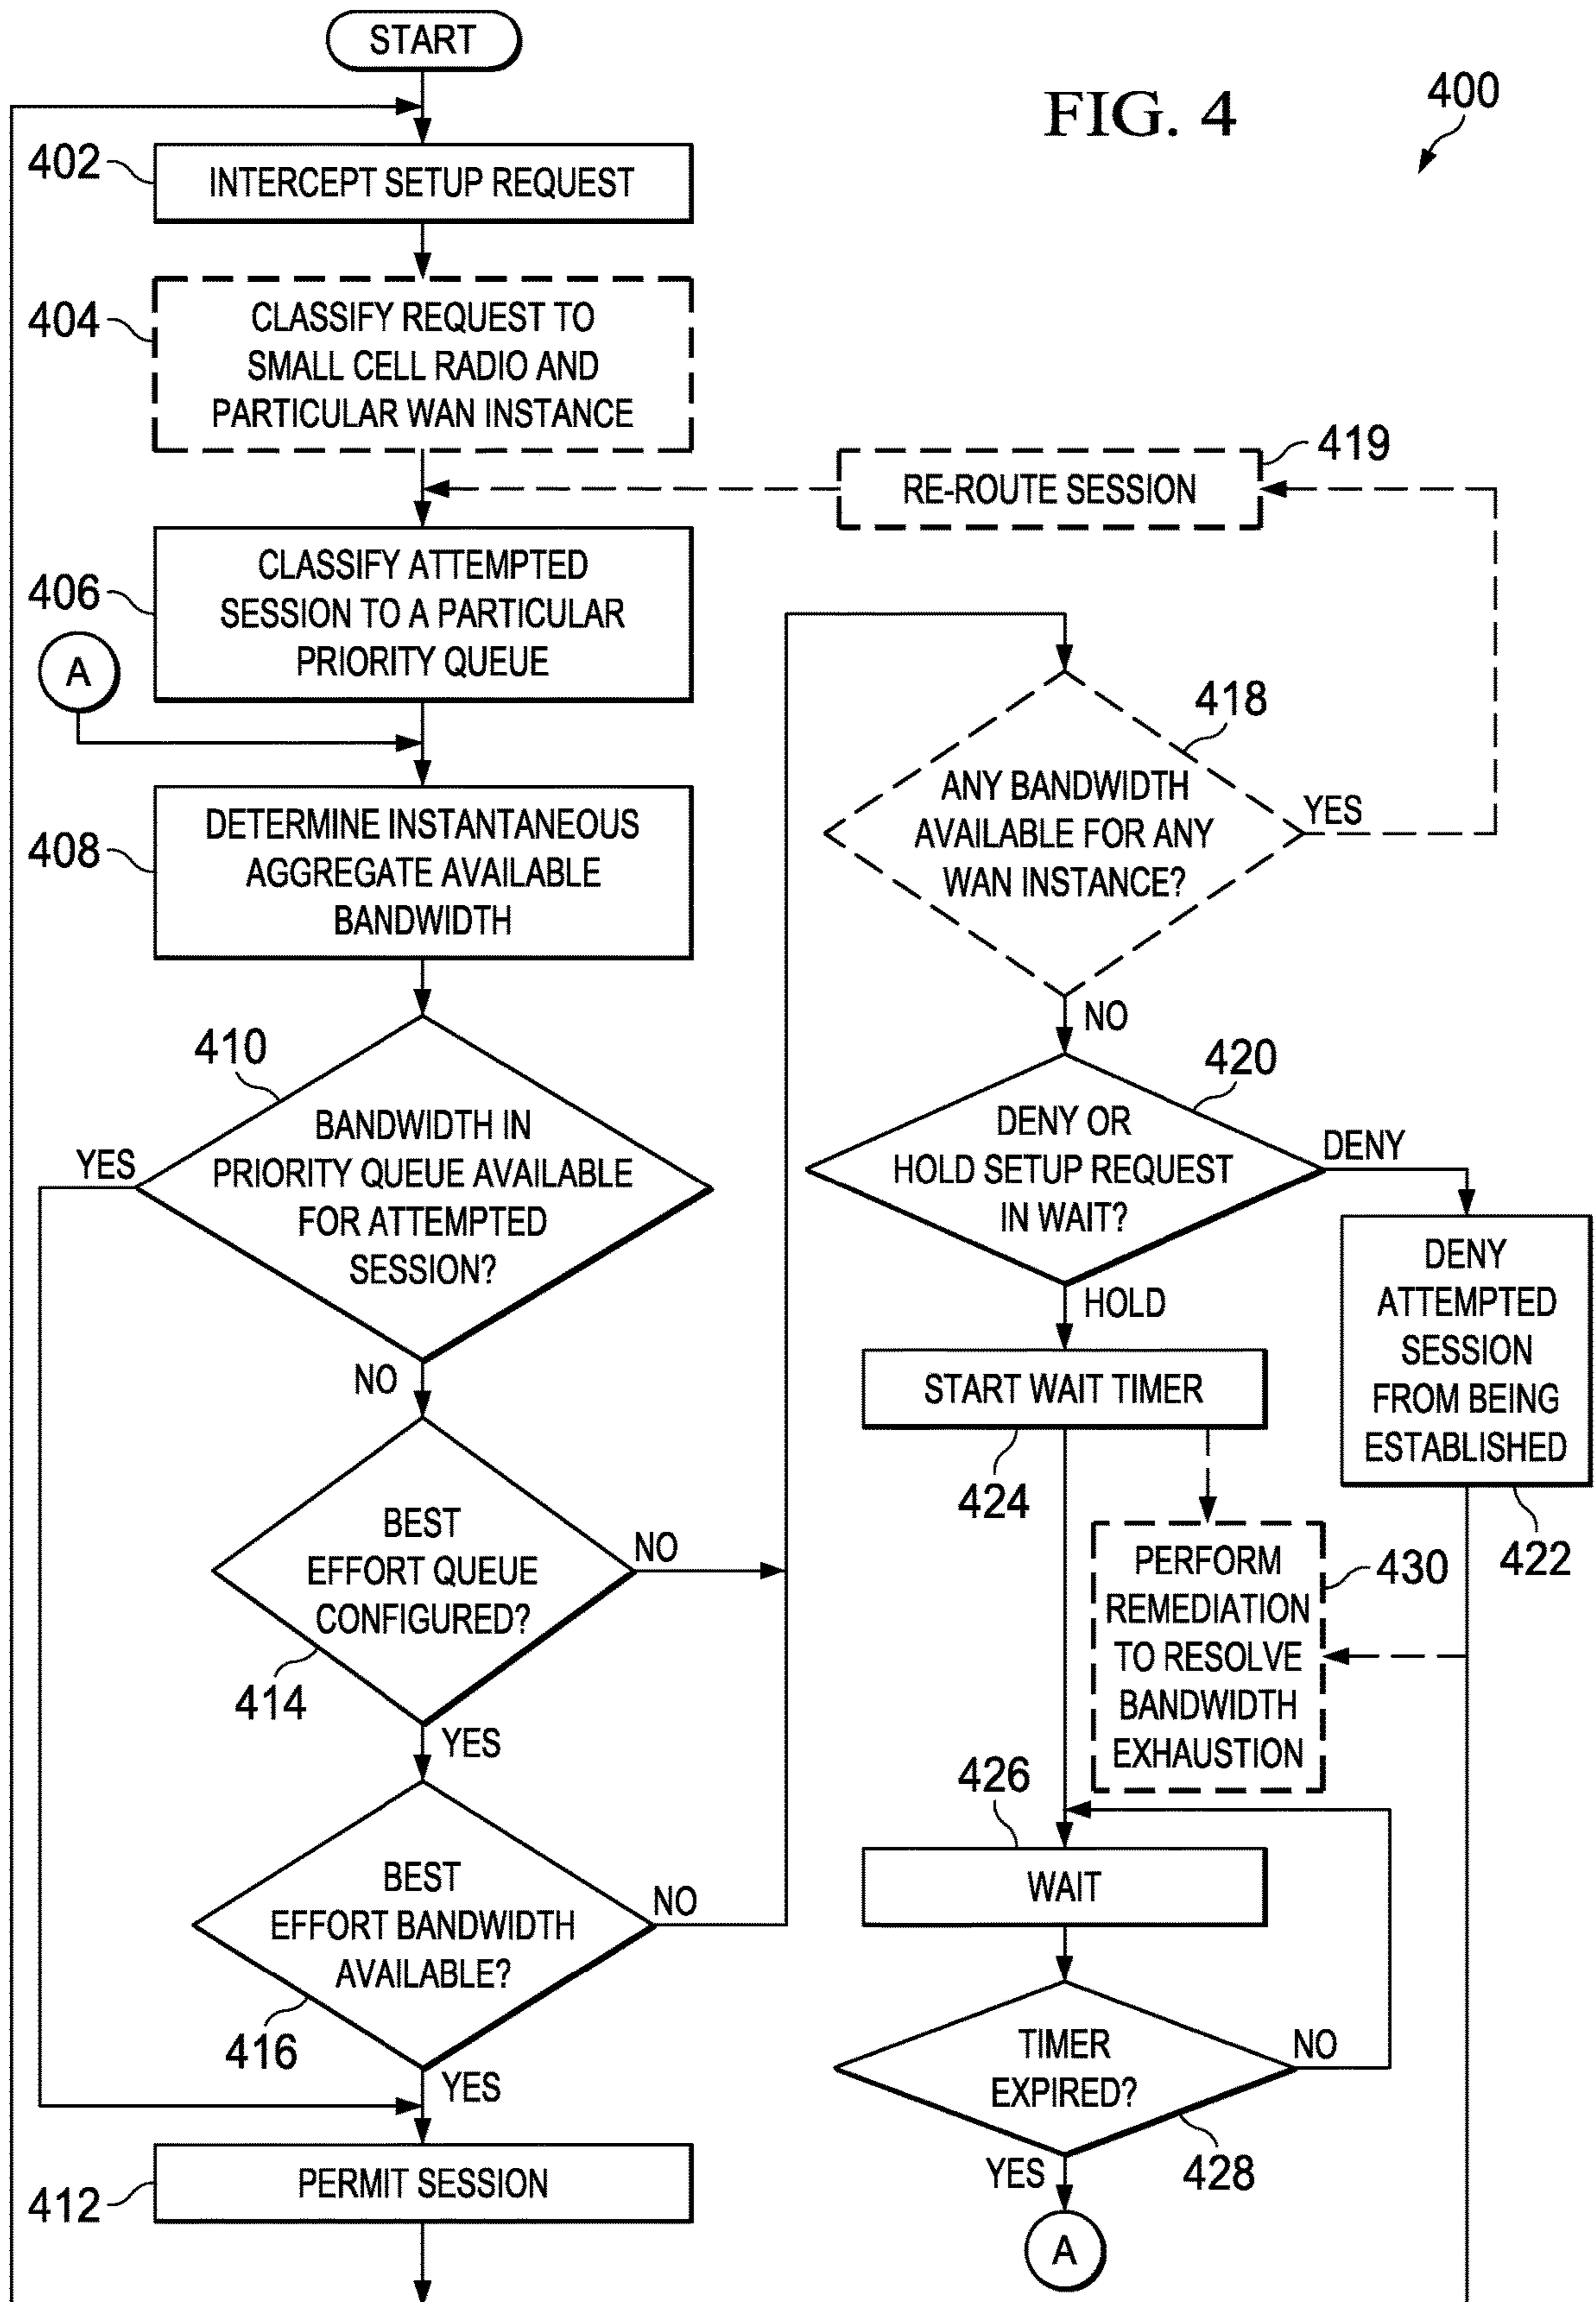 START
FIG. 4
400
402
INTERCEPT SETUP REQUEST
404
CLASSIFY REQUEST TO
SMALL CELL RADIO AND
PARTICULAR WAN INSTANCE
419
RE-ROUTE SESSION
406
CLASSIFY ATTEMPTED
SESSION TO A PARTICULAR
PRIORITY QUEUE
A
408
DETERMINE INSTANTANEOUS
AGGREGATE AVAILABLE
BANDWIDTH
410
BANDWIDTH IN
PRIORITY QUEUE AVAILABLE
FOR ATTEMPTED
SESSION?
YES
NO
BEST
EFFORT QUEUE
CONFIGURED?
NO
414
YES
BEST
EFFORT BANDWIDTH
AVAILABLE?
NO
416
YES
412
PERMIT SESSION
418
ANY BANDWIDTH
AVAILABLE FOR ANY
WAN INSTANCE?
YES
NO
420
DENY OR
HOLD SETUP REQUEST
IN WAIT?
DENY
HOLD
DENY
ATTEMPTED
SESSION
FROM BEING
ESTABLISHED
422
START WAIT TIMER
424
PERFORM
REMEDIATION
TO RESOLVE
BANDWIDTH
EXHAUSTION
430
426
WAIT
TIMER
EXPIRED?
NO
428
YES
A